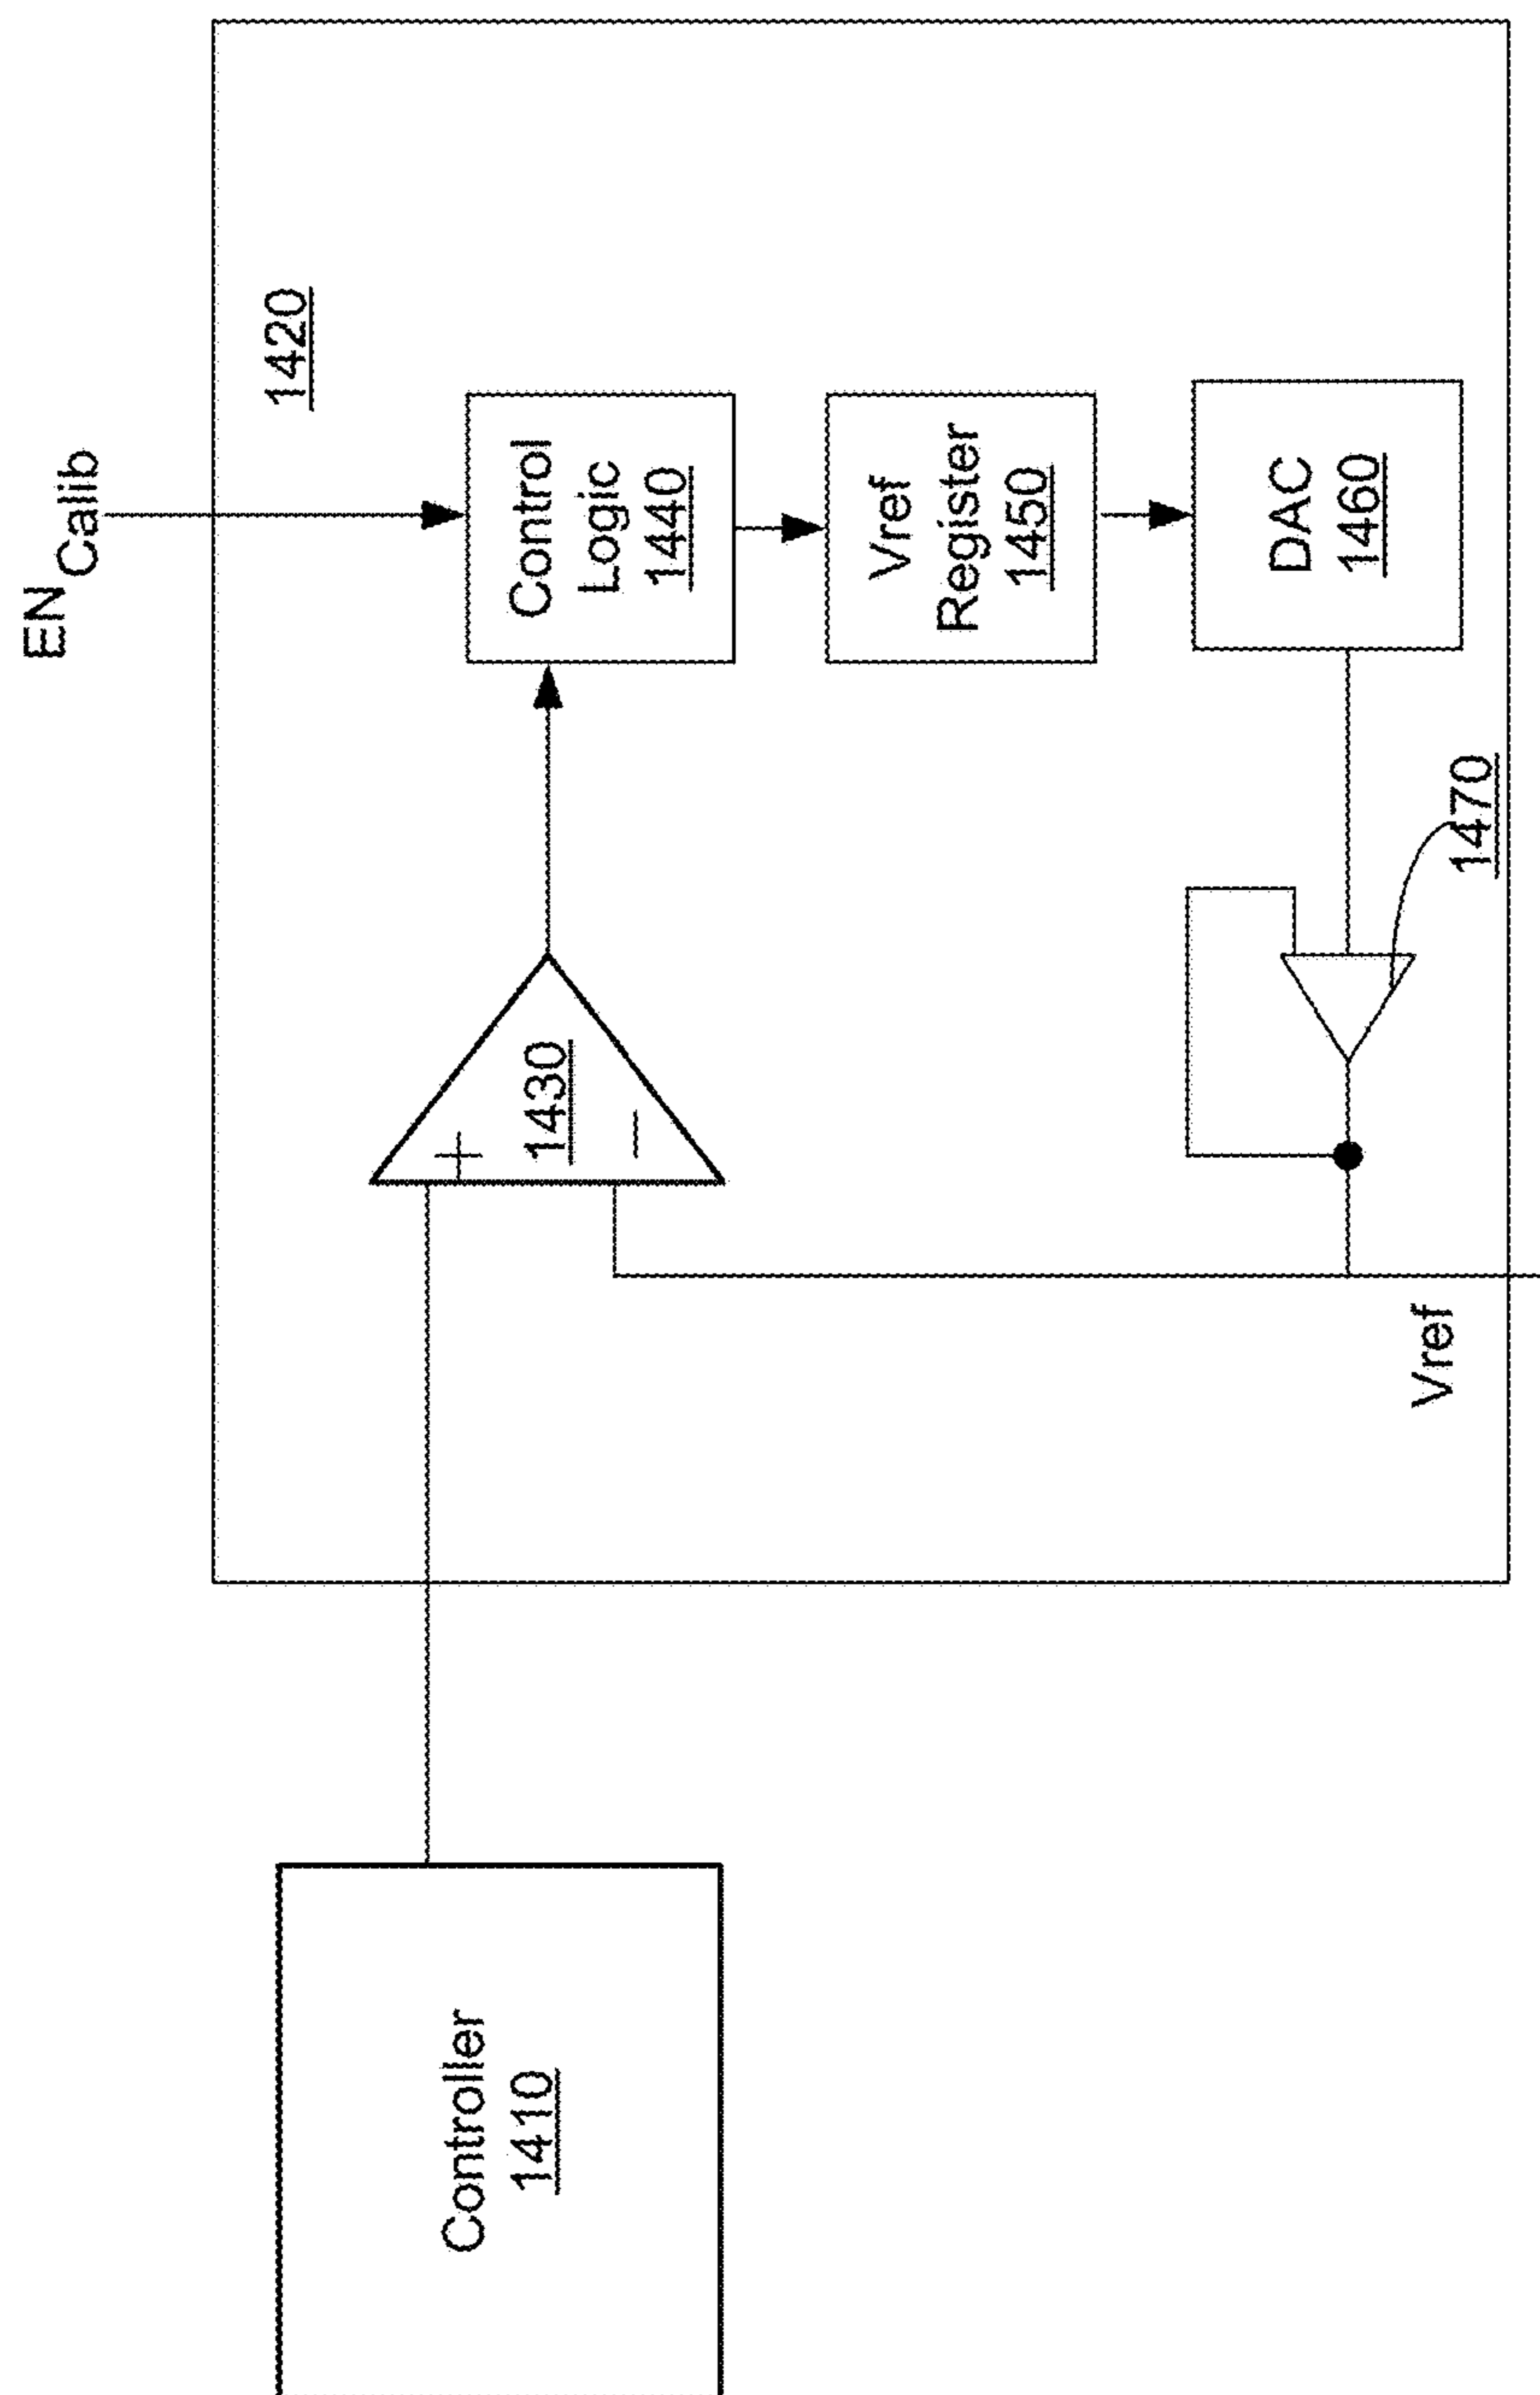 EN Calib
1420
Controller
1410
1430
+
−
Control
Logic
1440
Vref
Register
1450
DAC
1460
1470
Vref